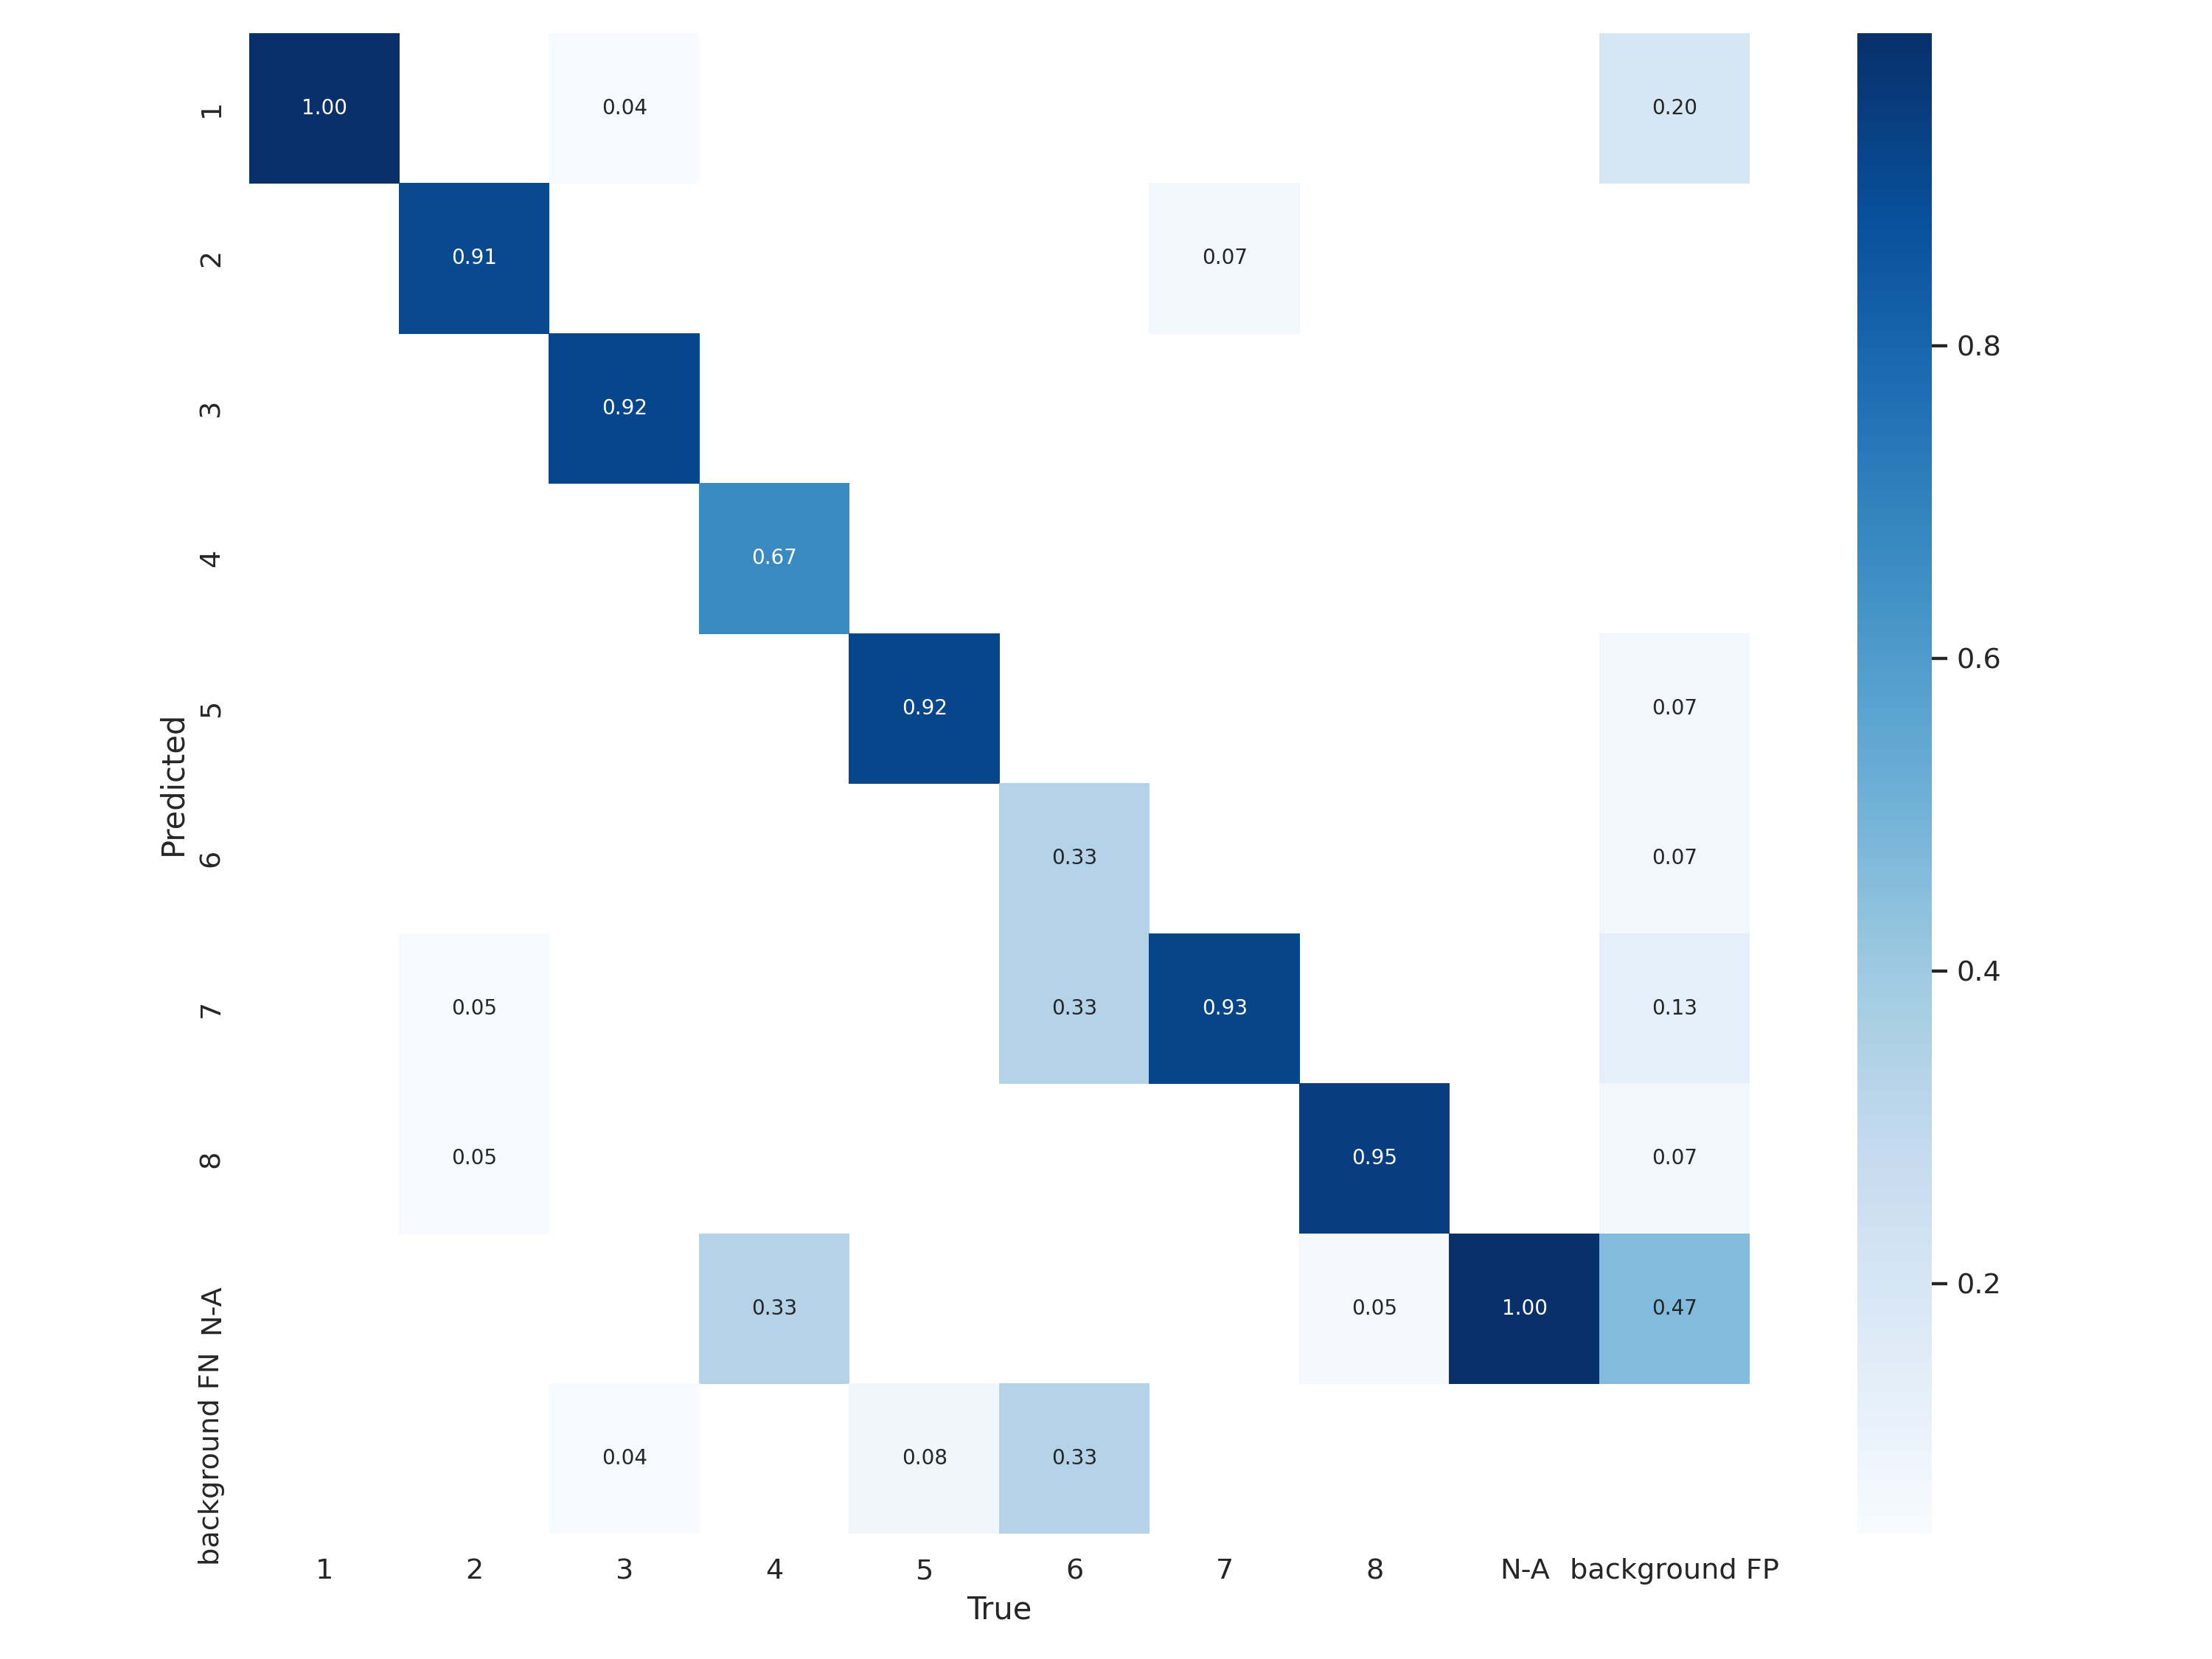 1 1.00 0.04 0.20
2 0.91 0.07
3 0.92
0.8
4 0.67
0.6
5 0.92 0.07
Predicted
6 0.33 0.07
0.4
7 0.05 0.33 0.93 0.13
8 0.05 0.95 0.07
0.2
N-A 0.33 0.05 1.00 0.47
background FN 0.04 0.08 0.33
1 2 3 4 5 6 7 8 N-A background FP
True